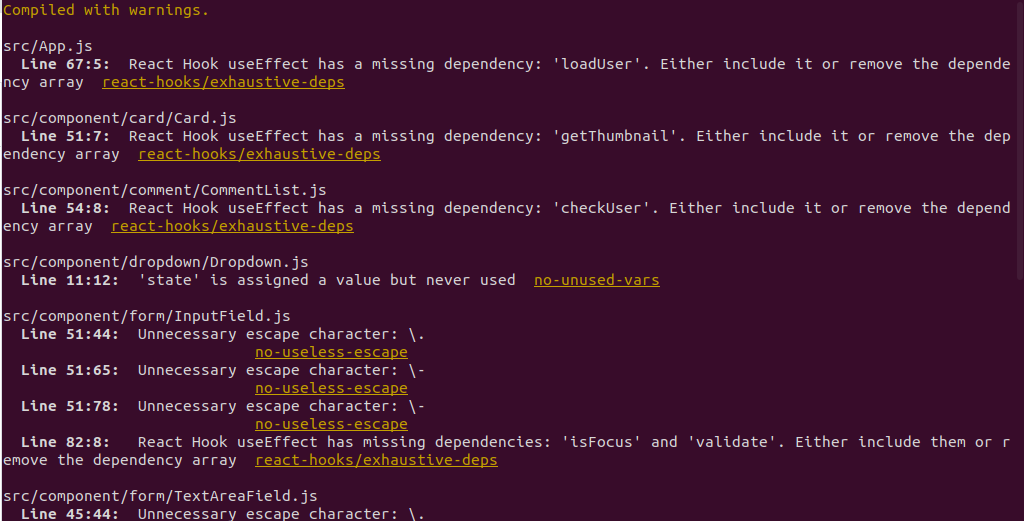 Compiled with warnings.
src/App.js
Line 67:5:  React Hook useEffect has a missing dependency: 'loadUser'. Either include it or remove the depende
ncy array  react-hooks/exhaustive-deps
src/component/card/Card.js
Line 51:7:  React Hook useEffect has a missing dependency: 'getThumbnail'. Either include it or remove the dep
endency array  react-hooks/exhaustive-deps
src/component/comment/CommentList.js
Line 54:8:  React Hook useEffect has a missing dependency: 'checkUser'. Either include it or remove the depend
ency array  react-hooks/exhaustive-deps
src/component/dropdown/Dropdown.js
Line 11:12:  'state' is assigned a value but never used  no-unused-vars
src/component/form/InputField.js
Line 51:44:  Unnecessary escape character: \.
no-useless-escape
Line 51:65:  Unnecessary escape character: \-
no-useless-escape
Line 51:78:  Unnecessary escape character: \-
no-useless-escape
Line 82:8:   React Hook useEffect has missing dependencies: 'isFocus' and 'validate'. Either include them or r
emove the dependency array  react-hooks/exhaustive-deps
src/component/form/TextAreaField.js
Line 45:44:  Unnecessary escape character: \.